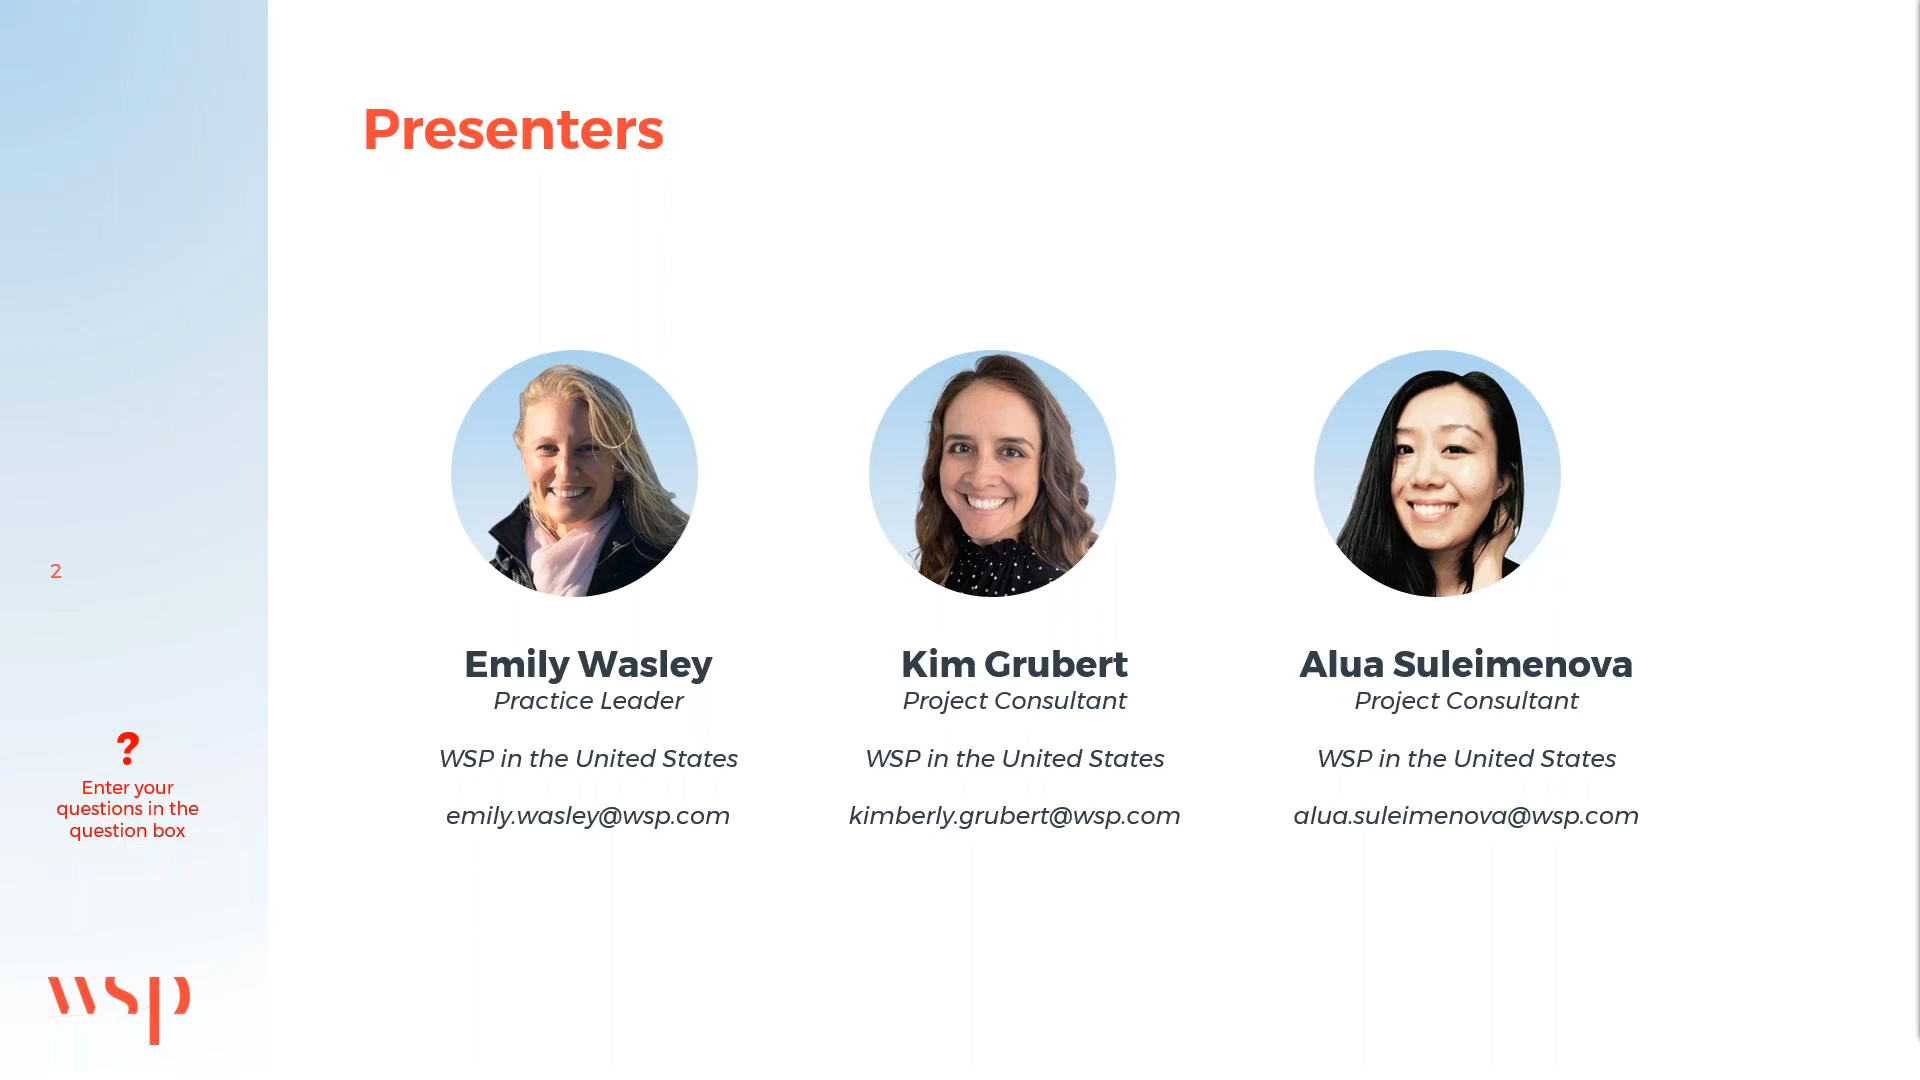 Presenters
Emily Wasley
Practice Leader
WSP in the United States
emily.wasley@wsp.com
Kim Grubert
Project Consultant
WSP in the United States
kimberly.grubert@wsp.com
Alua Suleimenova
Project Consultant
WSP in the United States
alua.suleimenova@wsp.com
2
?
Enter your
questions in the
question box
wsp